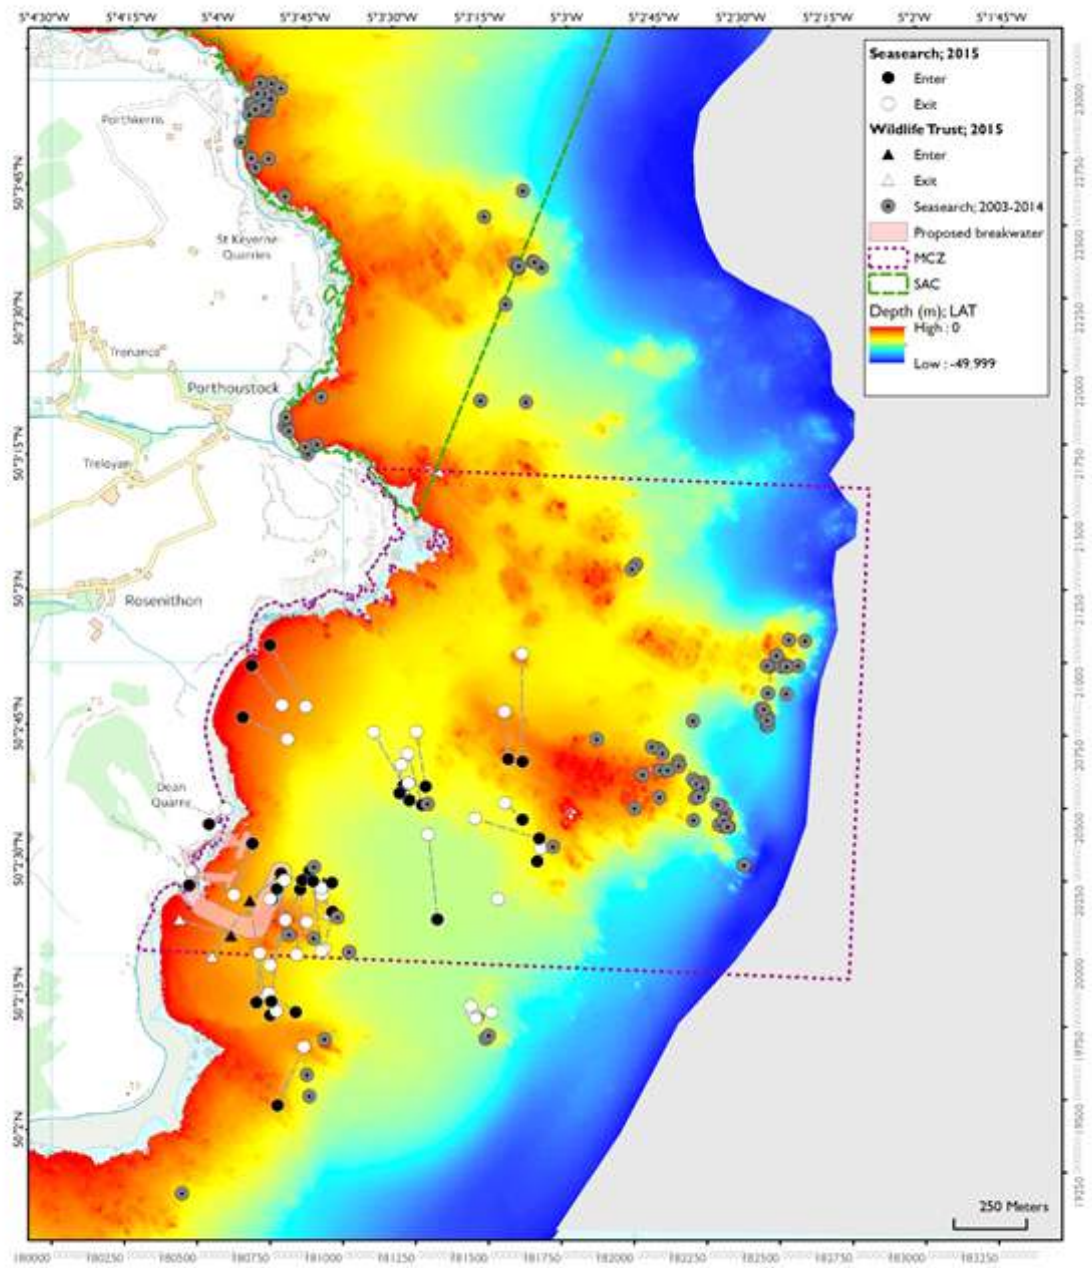 5°4'30"W 5°4'15"W 5°4'W 5°3'45"W 5°3'30"W 5°3'15"W 5°3'W 5°2'45"W 5°2'30"W 5°2'15"W 5°2'W 5°1'45"W
Seasearch; 2015
Enter
Exit
Wildlife Trust; 2015
Enter
Exit
Seasearch; 2003-2014
Proposed breakwater
MCZ
SAC
Depth (m); LAT
High : 0
Low : -49.999
Porthkerris
St Keverne
Quarries
Trenance
Porthoustock
Treloyan
Rosenithon
Dean
Quarry
50°3'45"N
50°3'30"N
50°3'15"N
50°3'N
50°2'45"N
50°2'30"N
50°2'15"N
50°2'N
23000
22750
22500
22250
22000
21750
21500
21250
21000
20750
20500
20250
20000
19750
19500
19250
250 Meters
180000 180250 180500 180750 181000 181250 181500 181750 182000 182250 182500 182750 183000 183250